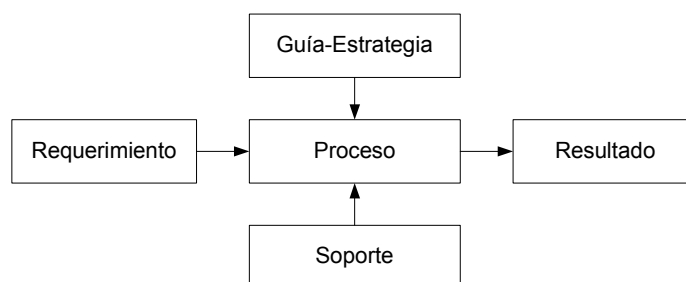 Guía-Estrategia
Requerimiento
Proceso
Resultado
Soporte